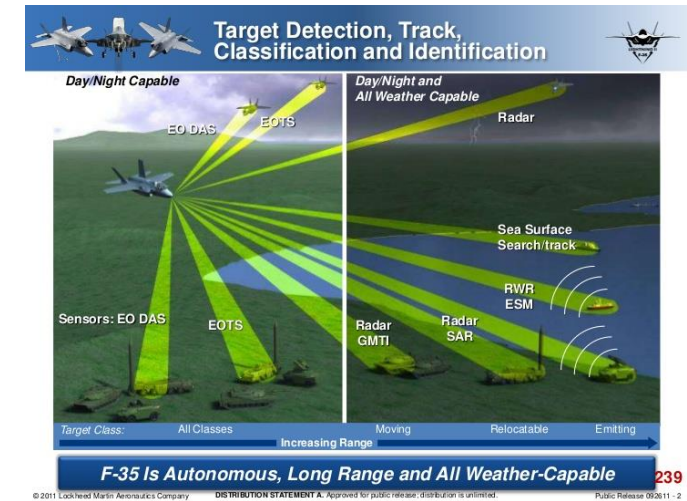 Target Detection, Track,
Classification and Identification
Day/Night Capable
Day/Night and
All Weather Capable
EO DAS
EOTS
Radar
Sea Surface
Search/track
RWR
ESM
Sensors: EO DAS
EOTS
Radar
GMTI
Radar
SAR
Target Class:
All Classes
Moving
Relocatable
Emitting
Increasing Range
F-35 Is Autonomous, Long Range and All Weather-Capable
239
© 2011 Lockheed Martin Aeronautics Company
DISTRIBUTION STATEMENT A. Approved for public release; distribution is unlimited.
Public Release 092611 - 2